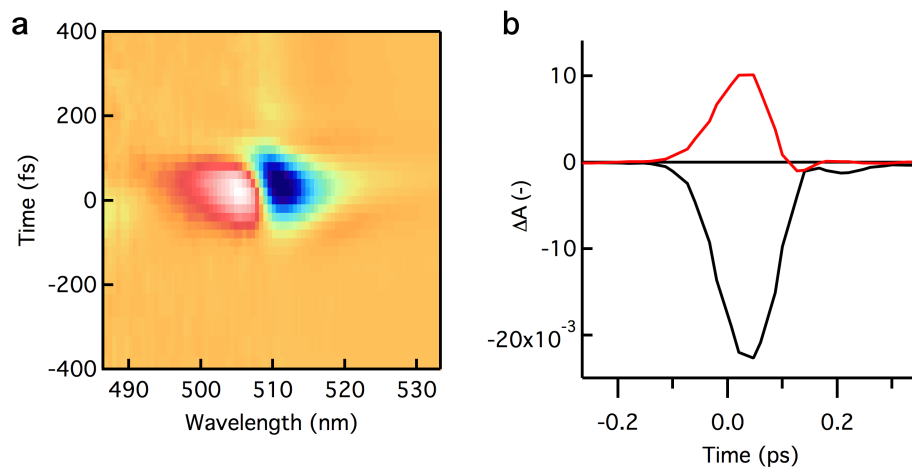 a
400
200
0
-200
-400
Time (fs)
490 500 510 520 530
Wavelength (nm)
b
10
0
-10
-20x10⁻³
ΔA (-)
-0.2 0.0 0.2
Time (ps)